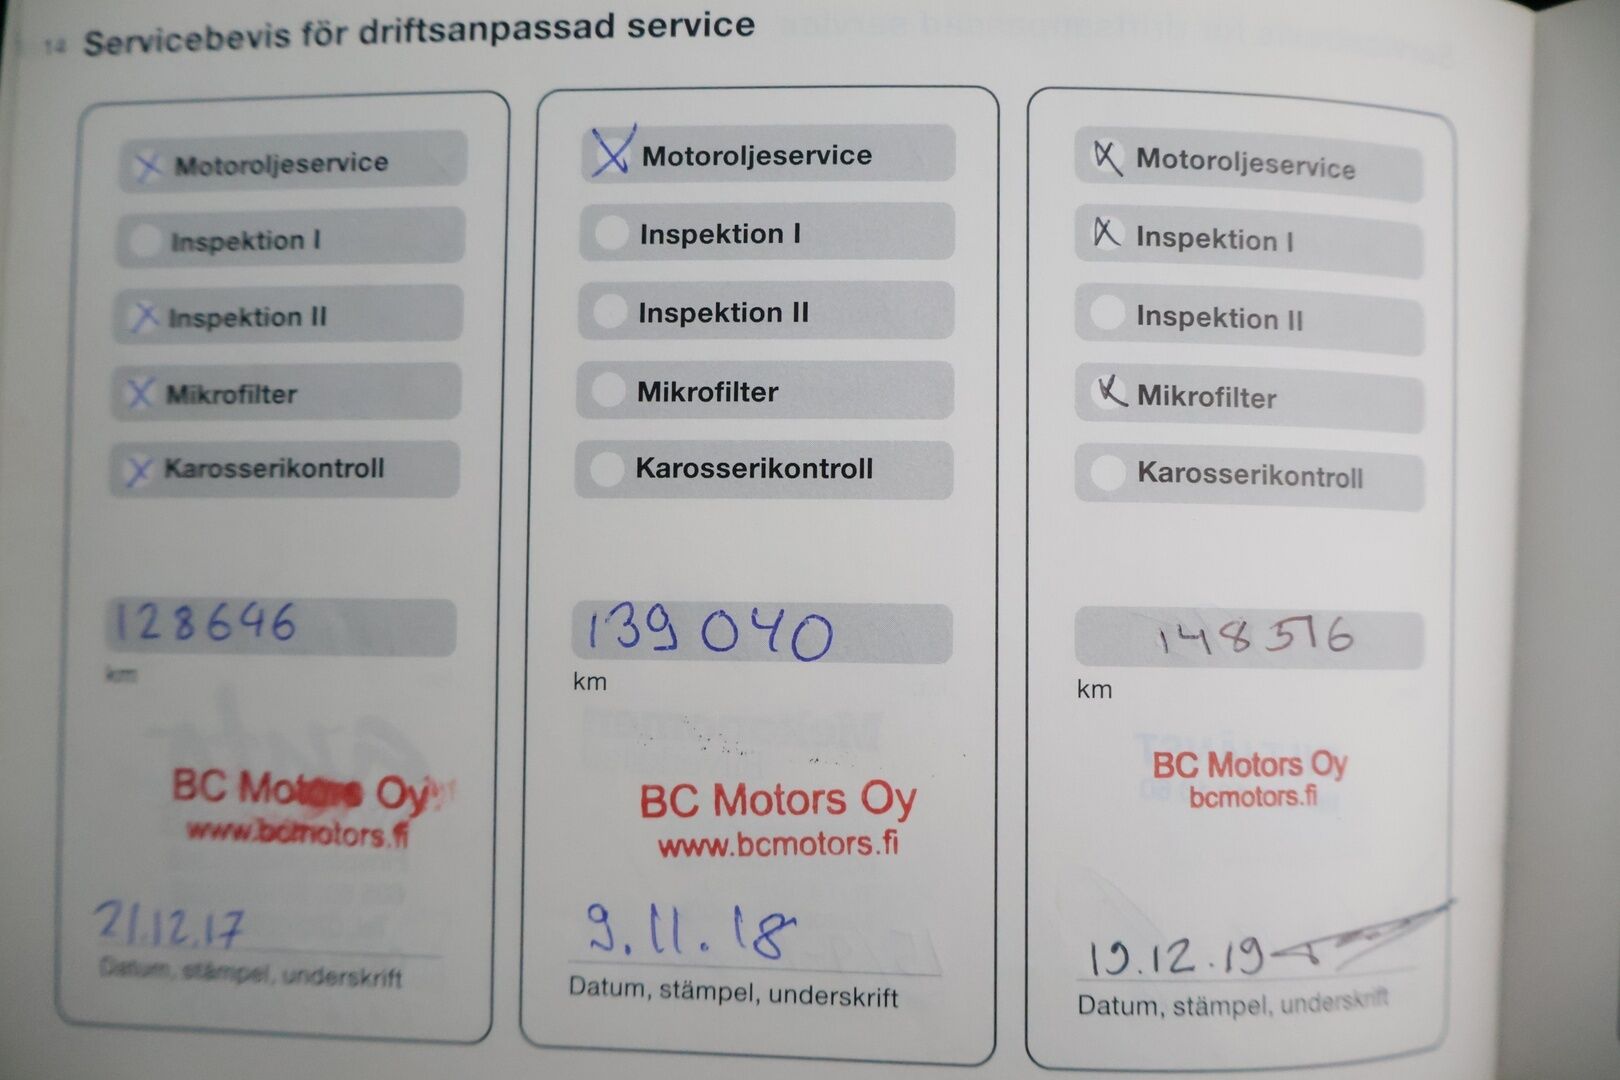 14 Servicebevis för driftsanpassad service
Motoroljeservice
Inspektion I
Inspektion II
Mikrofilter
Karosserikontroll
128646
km
BC Motors Oy
www.bcmotors.fi
21.12.17
Datum, stämpel, underskrift
Motoroljeservice
Inspektion I
Inspektion II
Mikrofilter
Karosserikontroll
139 040
km
BC Motors Oy
www.bcmotors.fi
9.11.18
Datum, stämpel, underskrift
Motoroljeservice
Inspektion I
Inspektion II
Mikrofilter
Karosserikontroll
148516
km
BC Motors Oy
bcmotors.fi
19.12.19
Datum, stämpel, underskrift